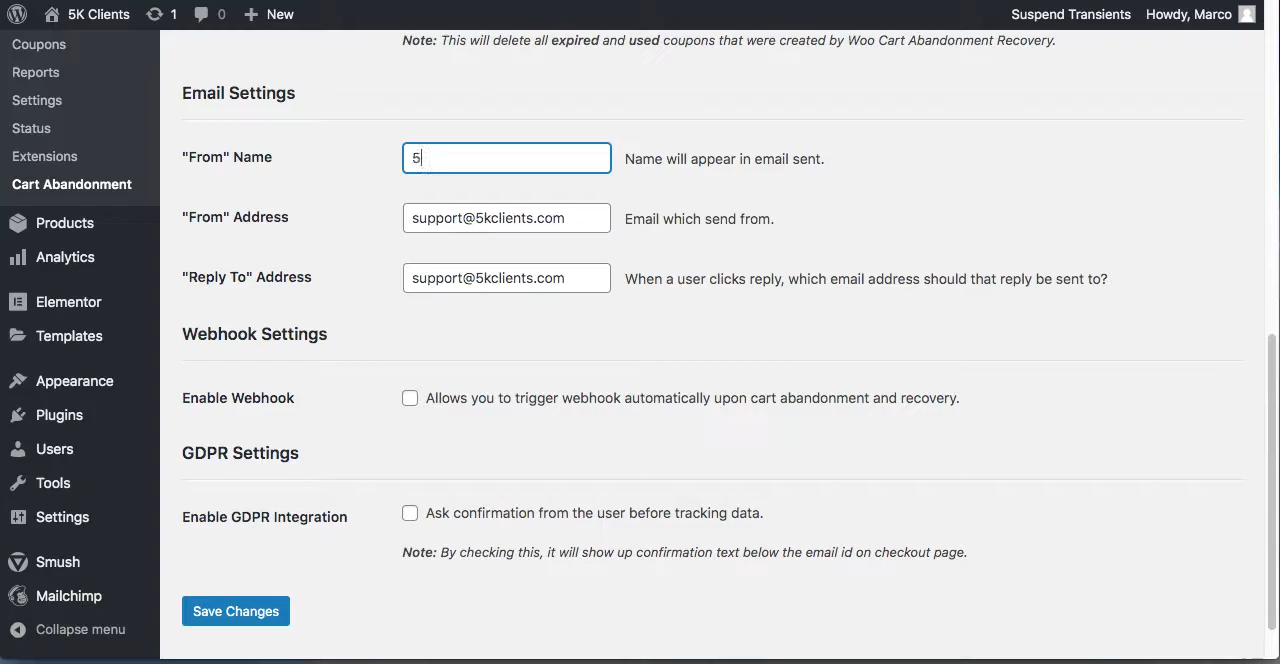 5K Clients 1 0 New Suspend Transients Howdy, Marco
Coupons
Reports
Settings
Status
Extensions
Cart Abandonment
Products
Analytics
Elementor
Templates
Appearance
Plugins
Users
Tools
Settings
Smush
Mailchimp
Collapse menu
Note: This will delete all expired and used coupons that were created by Woo Cart Abandonment Recovery.
Email Settings
"From" Name 5 Name will appear in email sent.
"From" Address support@5kclients.com Email which send from.
"Reply To" Address support@5kclients.com When a user clicks reply, which email address should that reply be sent to?
Webhook Settings
Enable Webhook Allows you to trigger webhook automatically upon cart abandonment and recovery.
GDPR Settings
Enable GDPR Integration Ask confirmation from the user before tracking data.
Note: By checking this, it will show up confirmation text below the email id on checkout page.
Save Changes